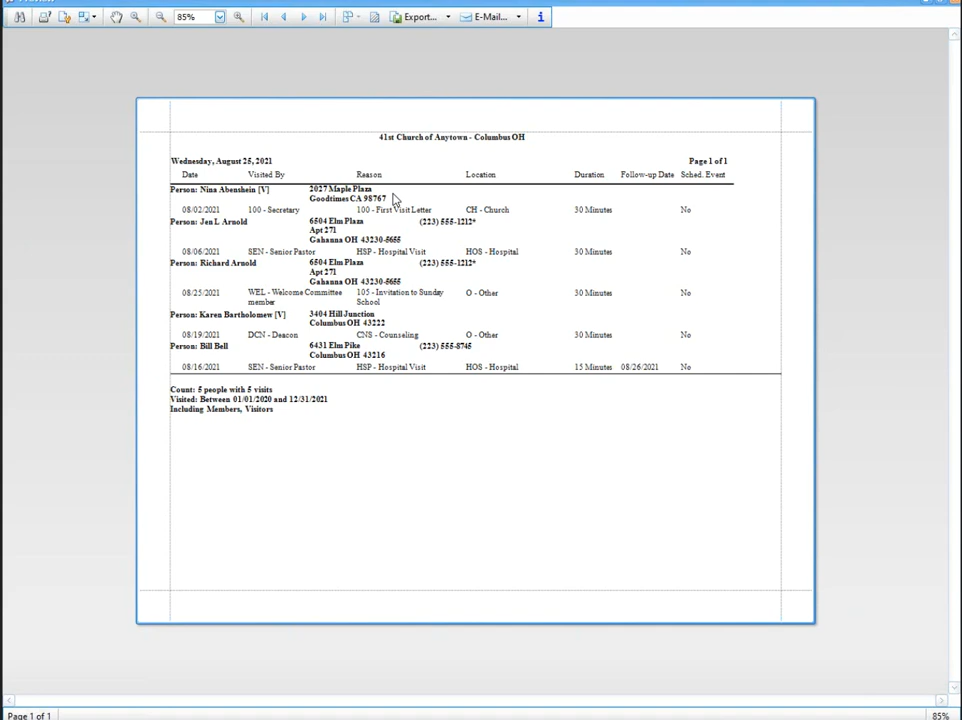 85%
Export...
E-Mail...
41st Church of Anytown - Columbus OH
Wednesday, August 25, 2021 Page 1 of 1
Date Visited By Reason Location Duration Follow-up Date Sched. Event
Person: Nina Abenshein [V] 2027 Maple Plaza
Goodtimes CA 98767
08/02/2021 100 - Secretary 100 - First Visit Letter CH - Church 30 Minutes No
Person: Jen L Arnold 6504 Elm Plaza (223) 555-1212*
Apt 271
Gahanna OH 43230-5655
08/06/2021 SEN - Senior Pastor HSP - Hospital Visit HOS - Hospital 30 Minutes No
Person: Richard Arnold 6504 Elm Plaza (223) 555-1212*
Apt 271
Gahanna OH 43230-5655
08/25/2021 WEL - Welcome Committee 105 - Invitation to Sunday O - Other 30 Minutes No
member School
Person: Karen Bartholomew [V] 3404 Hill Junction
Columbus OH 43222
08/19/2021 DCN - Deacon CNS - Counseling O - Other 30 Minutes No
Person: Bill Bell 6431 Elm Pike (223) 555-8745
Columbus OH 43216
08/16/2021 SEN - Senior Pastor HSP - Hospital Visit HOS - Hospital 15 Minutes 08/26/2021 No
Count: 5 people with 5 visits
Visited: Between 01/01/2020 and 12/31/2021
Including Members, Visitors
Page 1 of 1 85%